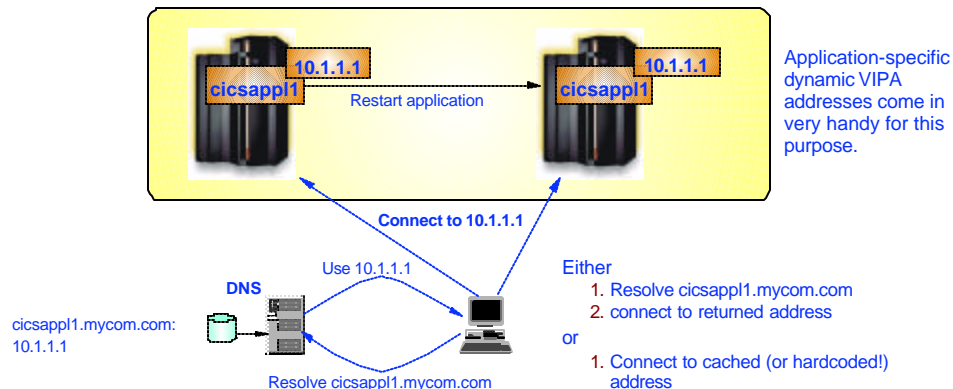 10.1.1.1
cicsappl1
Restart application
10.1.1.1
cicsappl1
Application-specific
dynamic VIPA
addresses come in
very handy for this
purpose.
Connect to 10.1.1.1
Use 10.1.1.1
DNS
cicsappl1.mycom.com:
10.1.1.1
Resolve cicsappl1.mycom.com
Either
1. Resolve cicsappl1.mycom.com
2. connect to returned address
or
1. Connect to cached (or hardcoded!)
address